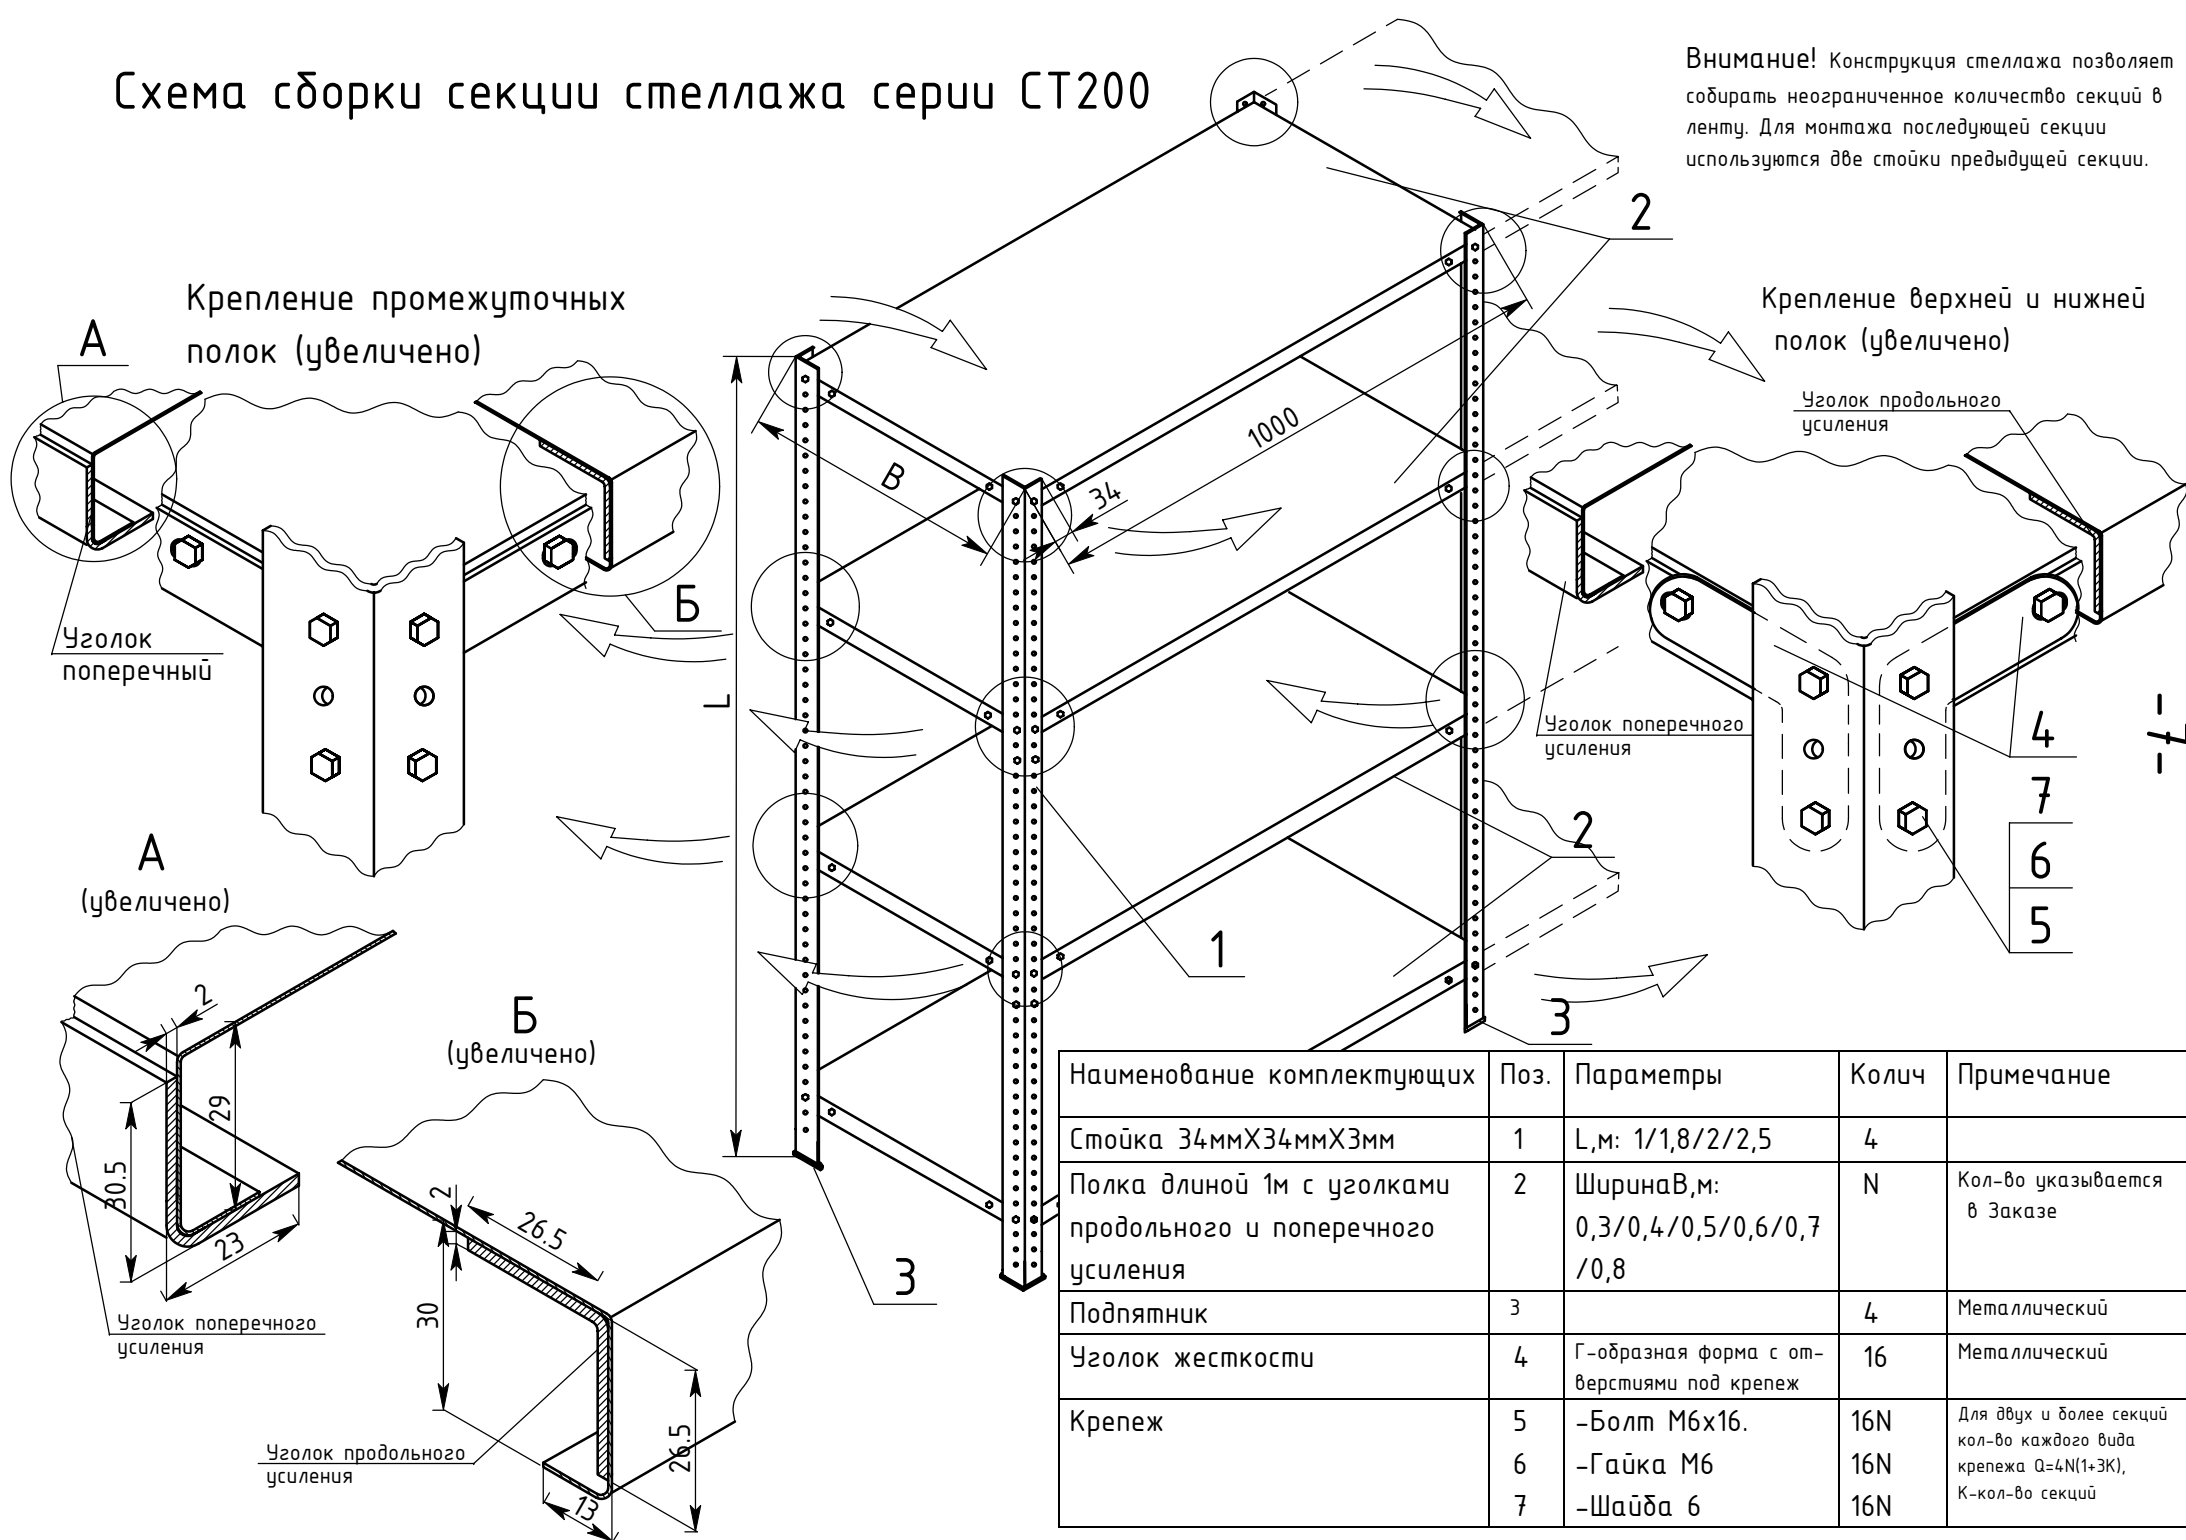 Схема сборки секции стеллажа серии СТ200
Внимание! Конструкция стеллажа позволяет
собирать неограниченное количество секций в
ленту. Для монтажа последующей секции
используются две стойки предыдущей секции.
2
Крепление промежуточных
полок (увеличено)
А
Б
Уголок
поперечный
Крепление верхней и нижней
полок (увеличено)
Уголок продольного
усиления
Уголок поперечного
усиления
4
7
6
5
1000
В
34
L
2
1
3
3
А
(увеличено)
2
29
30.5
23
Уголок поперечного
усиления
Б
(увеличено)
2
26.5
30
26.5
13
Уголок продольного
усиления
Наименование комплектующих Поз. Параметры Колич Примечание
Стойка 34ммХ34ммХ3мм 1 L,м: 1/1,8/2/2,5 4
Полка длиной 1м с уголками 2 ШиринаВ,м: N Кол-во указывается
продольного и поперечного 0,3/0,4/0,5/0,6/0,7 в Заказе
усиления /0,8
Подпятник 3 4 Металлический
Уголок жесткости 4 Г-образная форма с от- 16 Металлический
верстиями под крепеж
Крепеж 5 -Болт М6х16. 16N Для двух и более секций
кол-во каждого вида
6 -Гайка М6 16N крепежа Q=4N(1+3К),
К-кол-во секций
7 -Шайба 6 16N